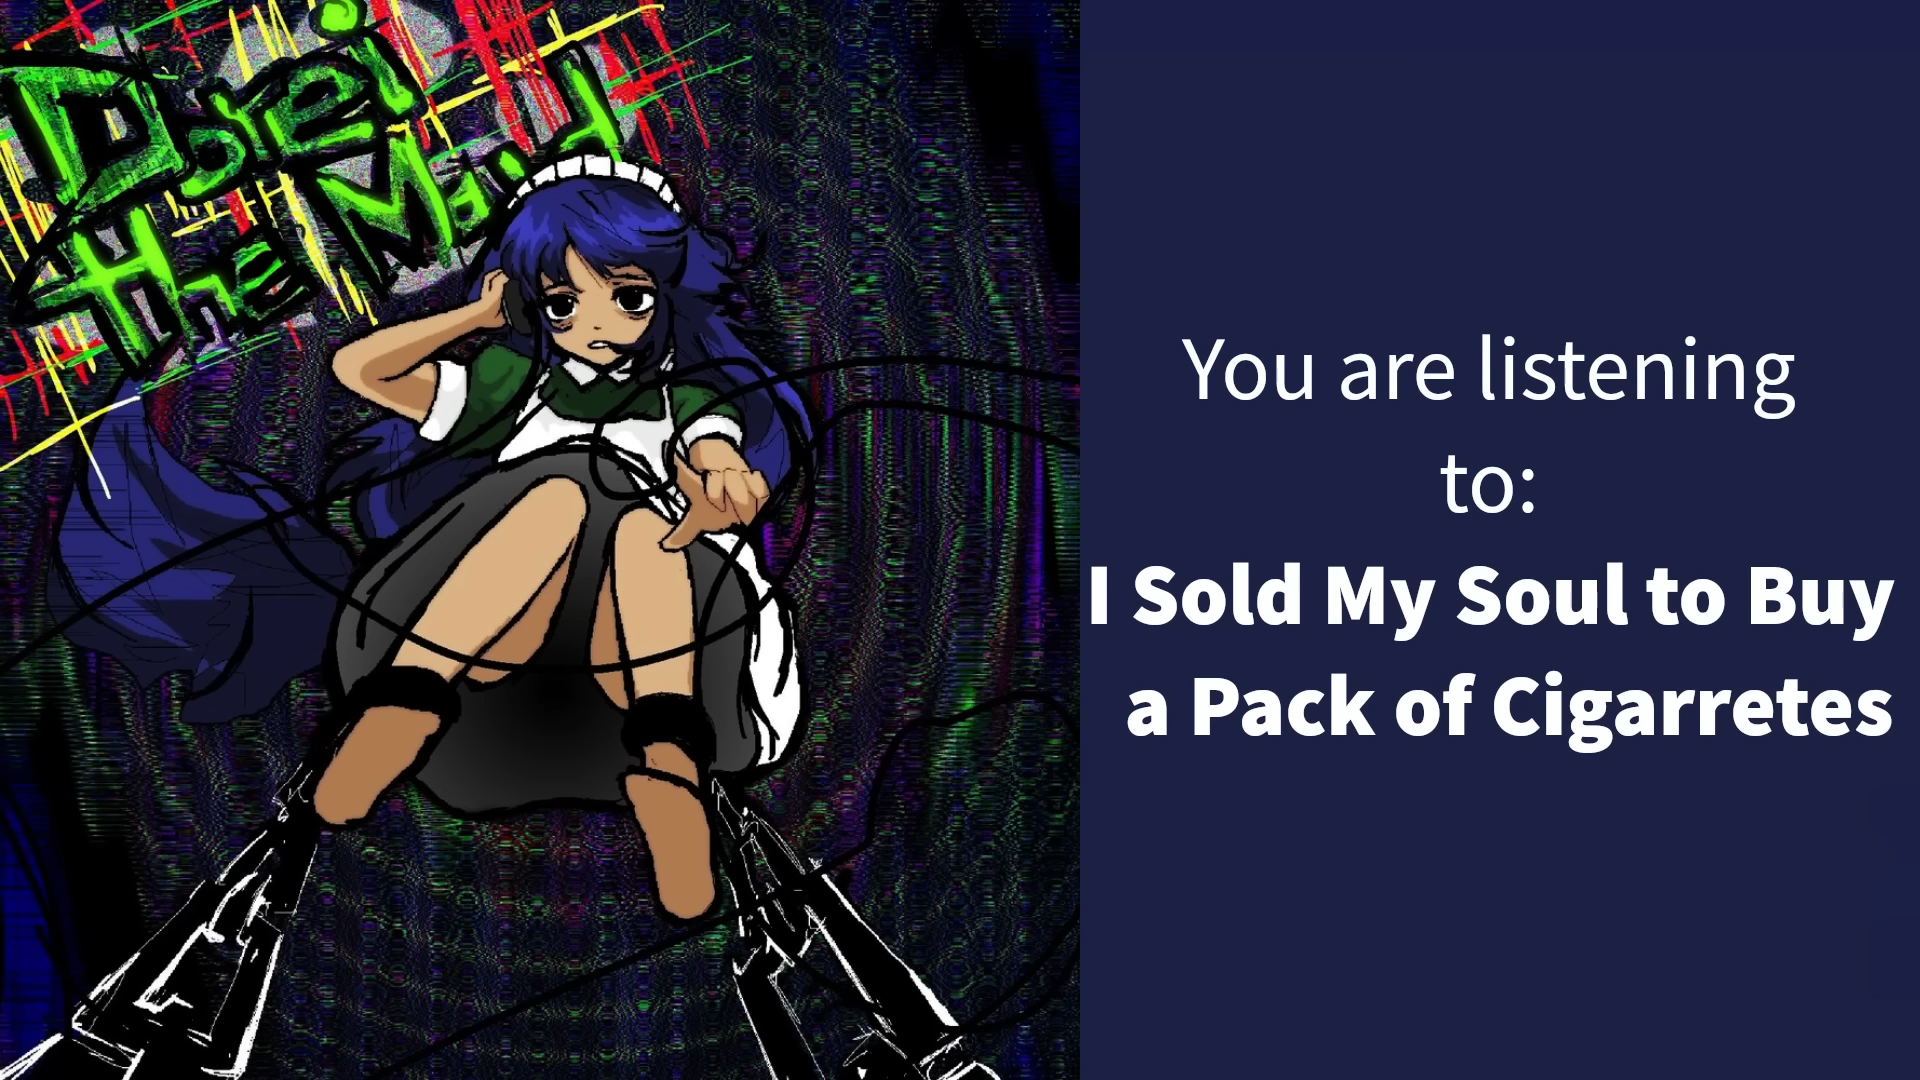 Dorei
the Maid
You are listening
to:
I Sold My Soul to Buy
a Pack of Cigarretes